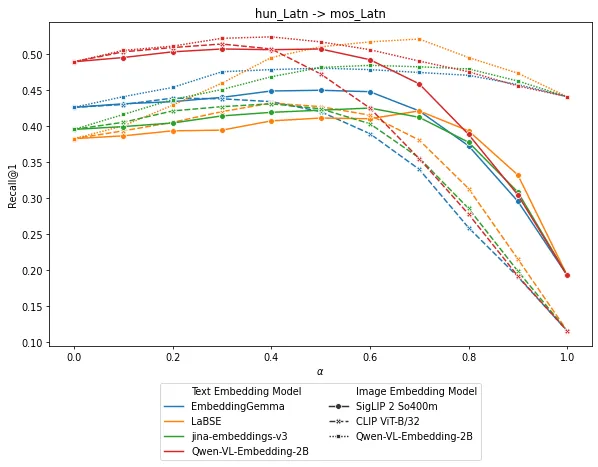 hun_Latn -> mos_Latn
Recall@1
0.50
0.45
0.40
0.35
0.30
0.25
0.20
0.15
0.10
0.0
0.2
0.4
0.6
0.8
1.0
α
Text Embedding Model
EmbeddingGemma
LaBSE
jina-embeddings-v3
Qwen-VL-Embedding-2B
Image Embedding Model
SigLIP 2 So400m
CLIP ViT-B/32
Qwen-VL-Embedding-2B